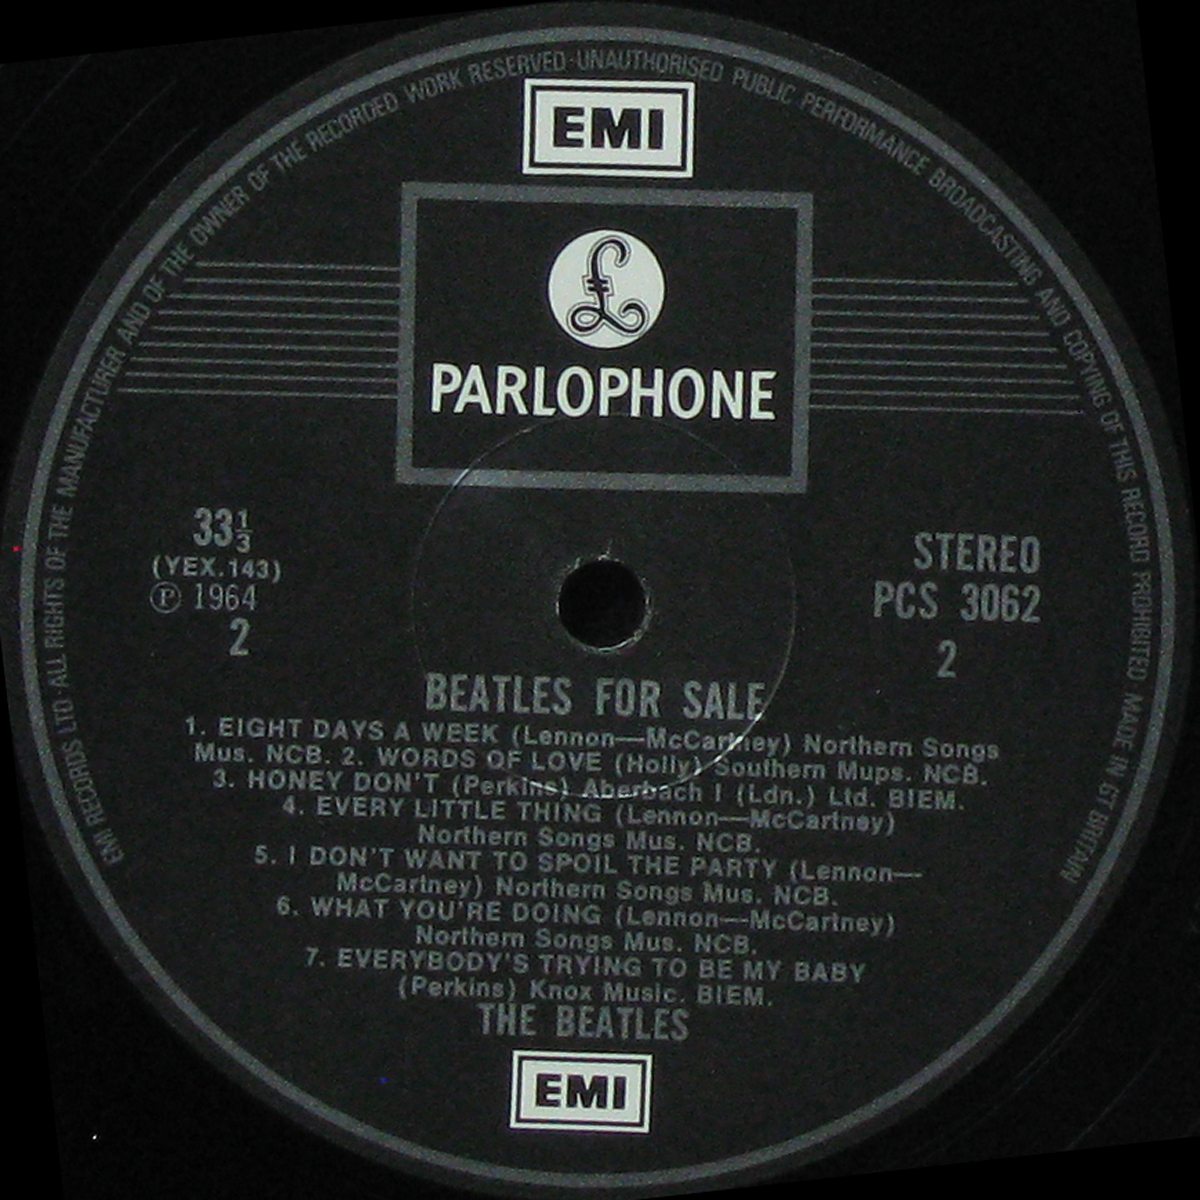 EMI RECORDS LTD · ALL RIGHTS OF THE MANUFACTURER AND OF THE OWNER OF THE RECORDED WORK RESERVED · UNAUTHORISED PUBLIC PERFORMANCE BROADCASTING AND COPYING OF THIS RECORD PROHIBITED MADE IN GT BRITAIN
EMI
£
PARLOPHONE
33⅓
(YEX.143)
℗ 1964
2
STEREO
PCS 3062
2
BEATLES FOR SALE
1. EIGHT DAYS A WEEK (Lennon—McCartney) Northern Songs
Mus. NCB. 2. WORDS OF LOVE (Holly) Southern Mups. NCB.
3. HONEY DON'T (Perkins) Aberbach I (Ldn.) Ltd. BIEM.
4. EVERY LITTLE THING (Lennon—McCartney)
Northern Songs Mus. NCB.
5. I DON'T WANT TO SPOIL THE PARTY (Lennon—
McCartney) Northern Songs Mus. NCB.
6. WHAT YOU'RE DOING (Lennon—McCartney)
Northern Songs Mus. NCB.
7. EVERYBODY'S TRYING TO BE MY BABY
(Perkins) Knox Music. BIEM.
THE BEATLES
EMI